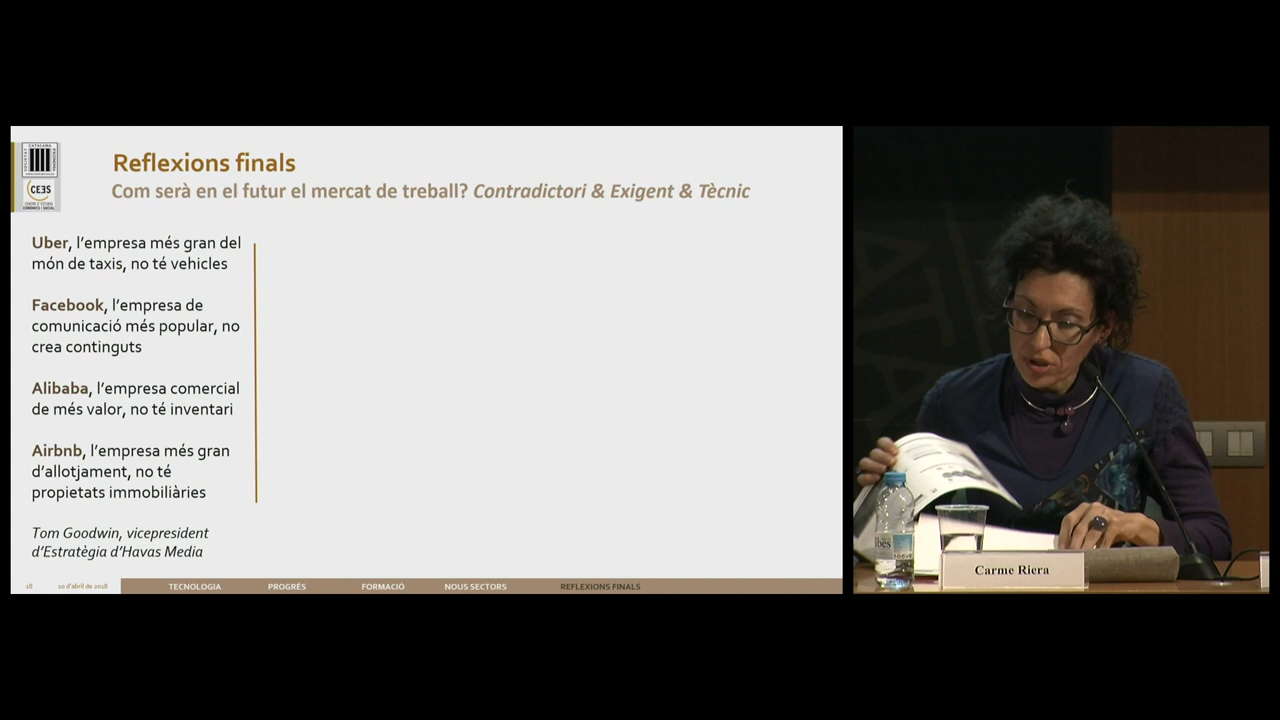 Reflexions finals
Com serà en el futur el mercat de treball? Contradictori & Exigent & Tècnic
CE3S
Uber, l'empresa més gran del
món de taxis, no té vehicles
Facebook, l'empresa de
comunicació més popular, no
crea continguts
Alibaba, l'empresa comercial
de més valor, no té inventari
Airbnb, l'empresa més gran
d'allotjament, no té
propietats immobiliàries
Tom Goodwin, vicepresident
d'Estratègia d'Havas Media
18 10 d'abril de 2018 TECNOLOGIA PROGRÉS FORMACIÓ NOUS SECTORS REFLEXIONS FINALS
Carme Riera